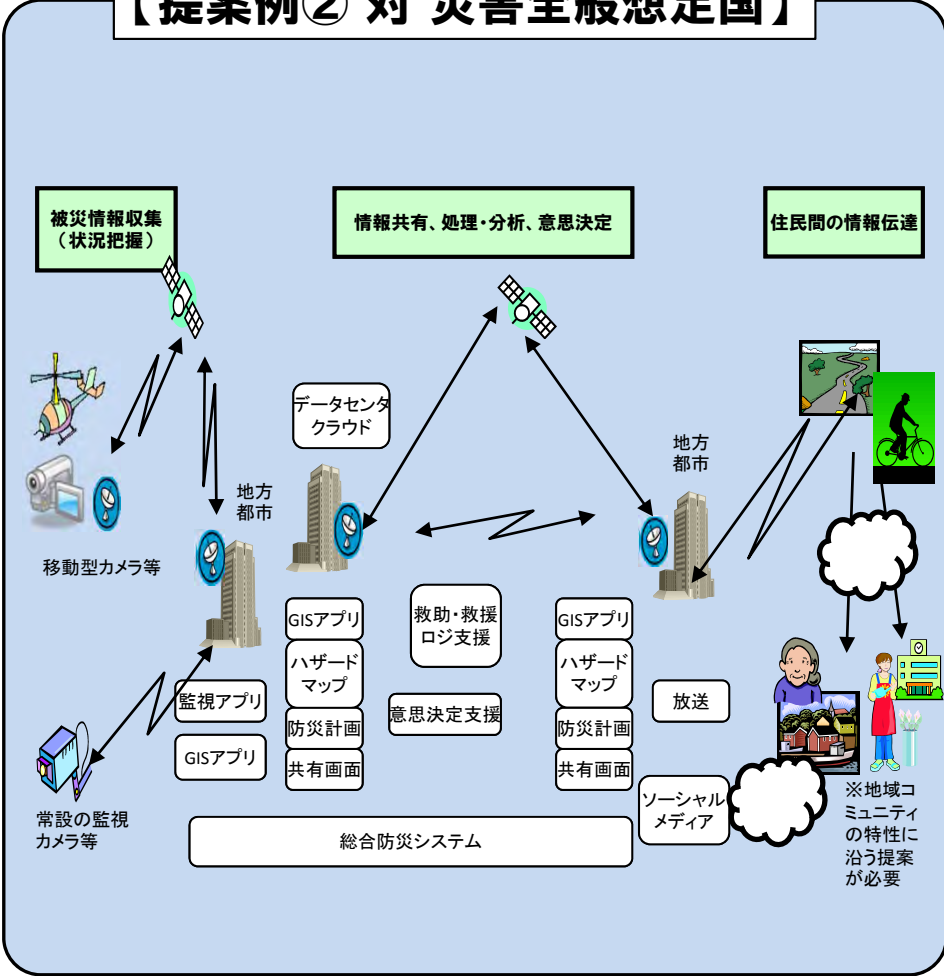 【提案例② 対 災害全般想定国】
被災情報収集
(状況把握)
情報共有、処理・分析、意思決定
住民間の情報伝達
データセンタ
クラウド
地方
都市
地方
都市
移動型カメラ等
GISアプリ
ハザード
マップ
防災計画
共有画面
救助・救援
ロジ支援
意思決定支援
GISアプリ
ハザード
マップ
防災計画
共有画面
監視アプリ
GISアプリ
放送
ソーシャル
メディア
常設の監視
カメラ等
総合防災システム
※地域コ
ミュニティ
の特性に
沿う提案
が必要